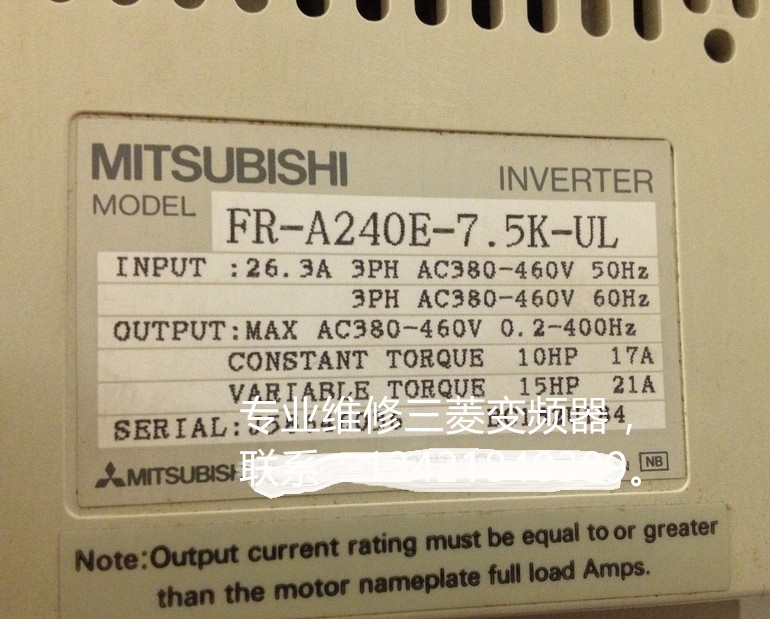 MITSUBISHI
INVERTER
MODEL FR-A240E-7.5K-UL
INPUT :26.3A 3PH AC380-460V 50Hz
3PH AC380-460V 60Hz
OUTPUT:MAX AC380-460V 0.2-400Hz
CONSTANT TORQUE 10HP 17A
VARIABLE TORQUE 15HP 21A
SERIAL:
专业维修三菱变频器，
联系
MITSUBISHI
NB
Note:Output current rating must be equal to or greater
than the motor nameplate full load Amps.